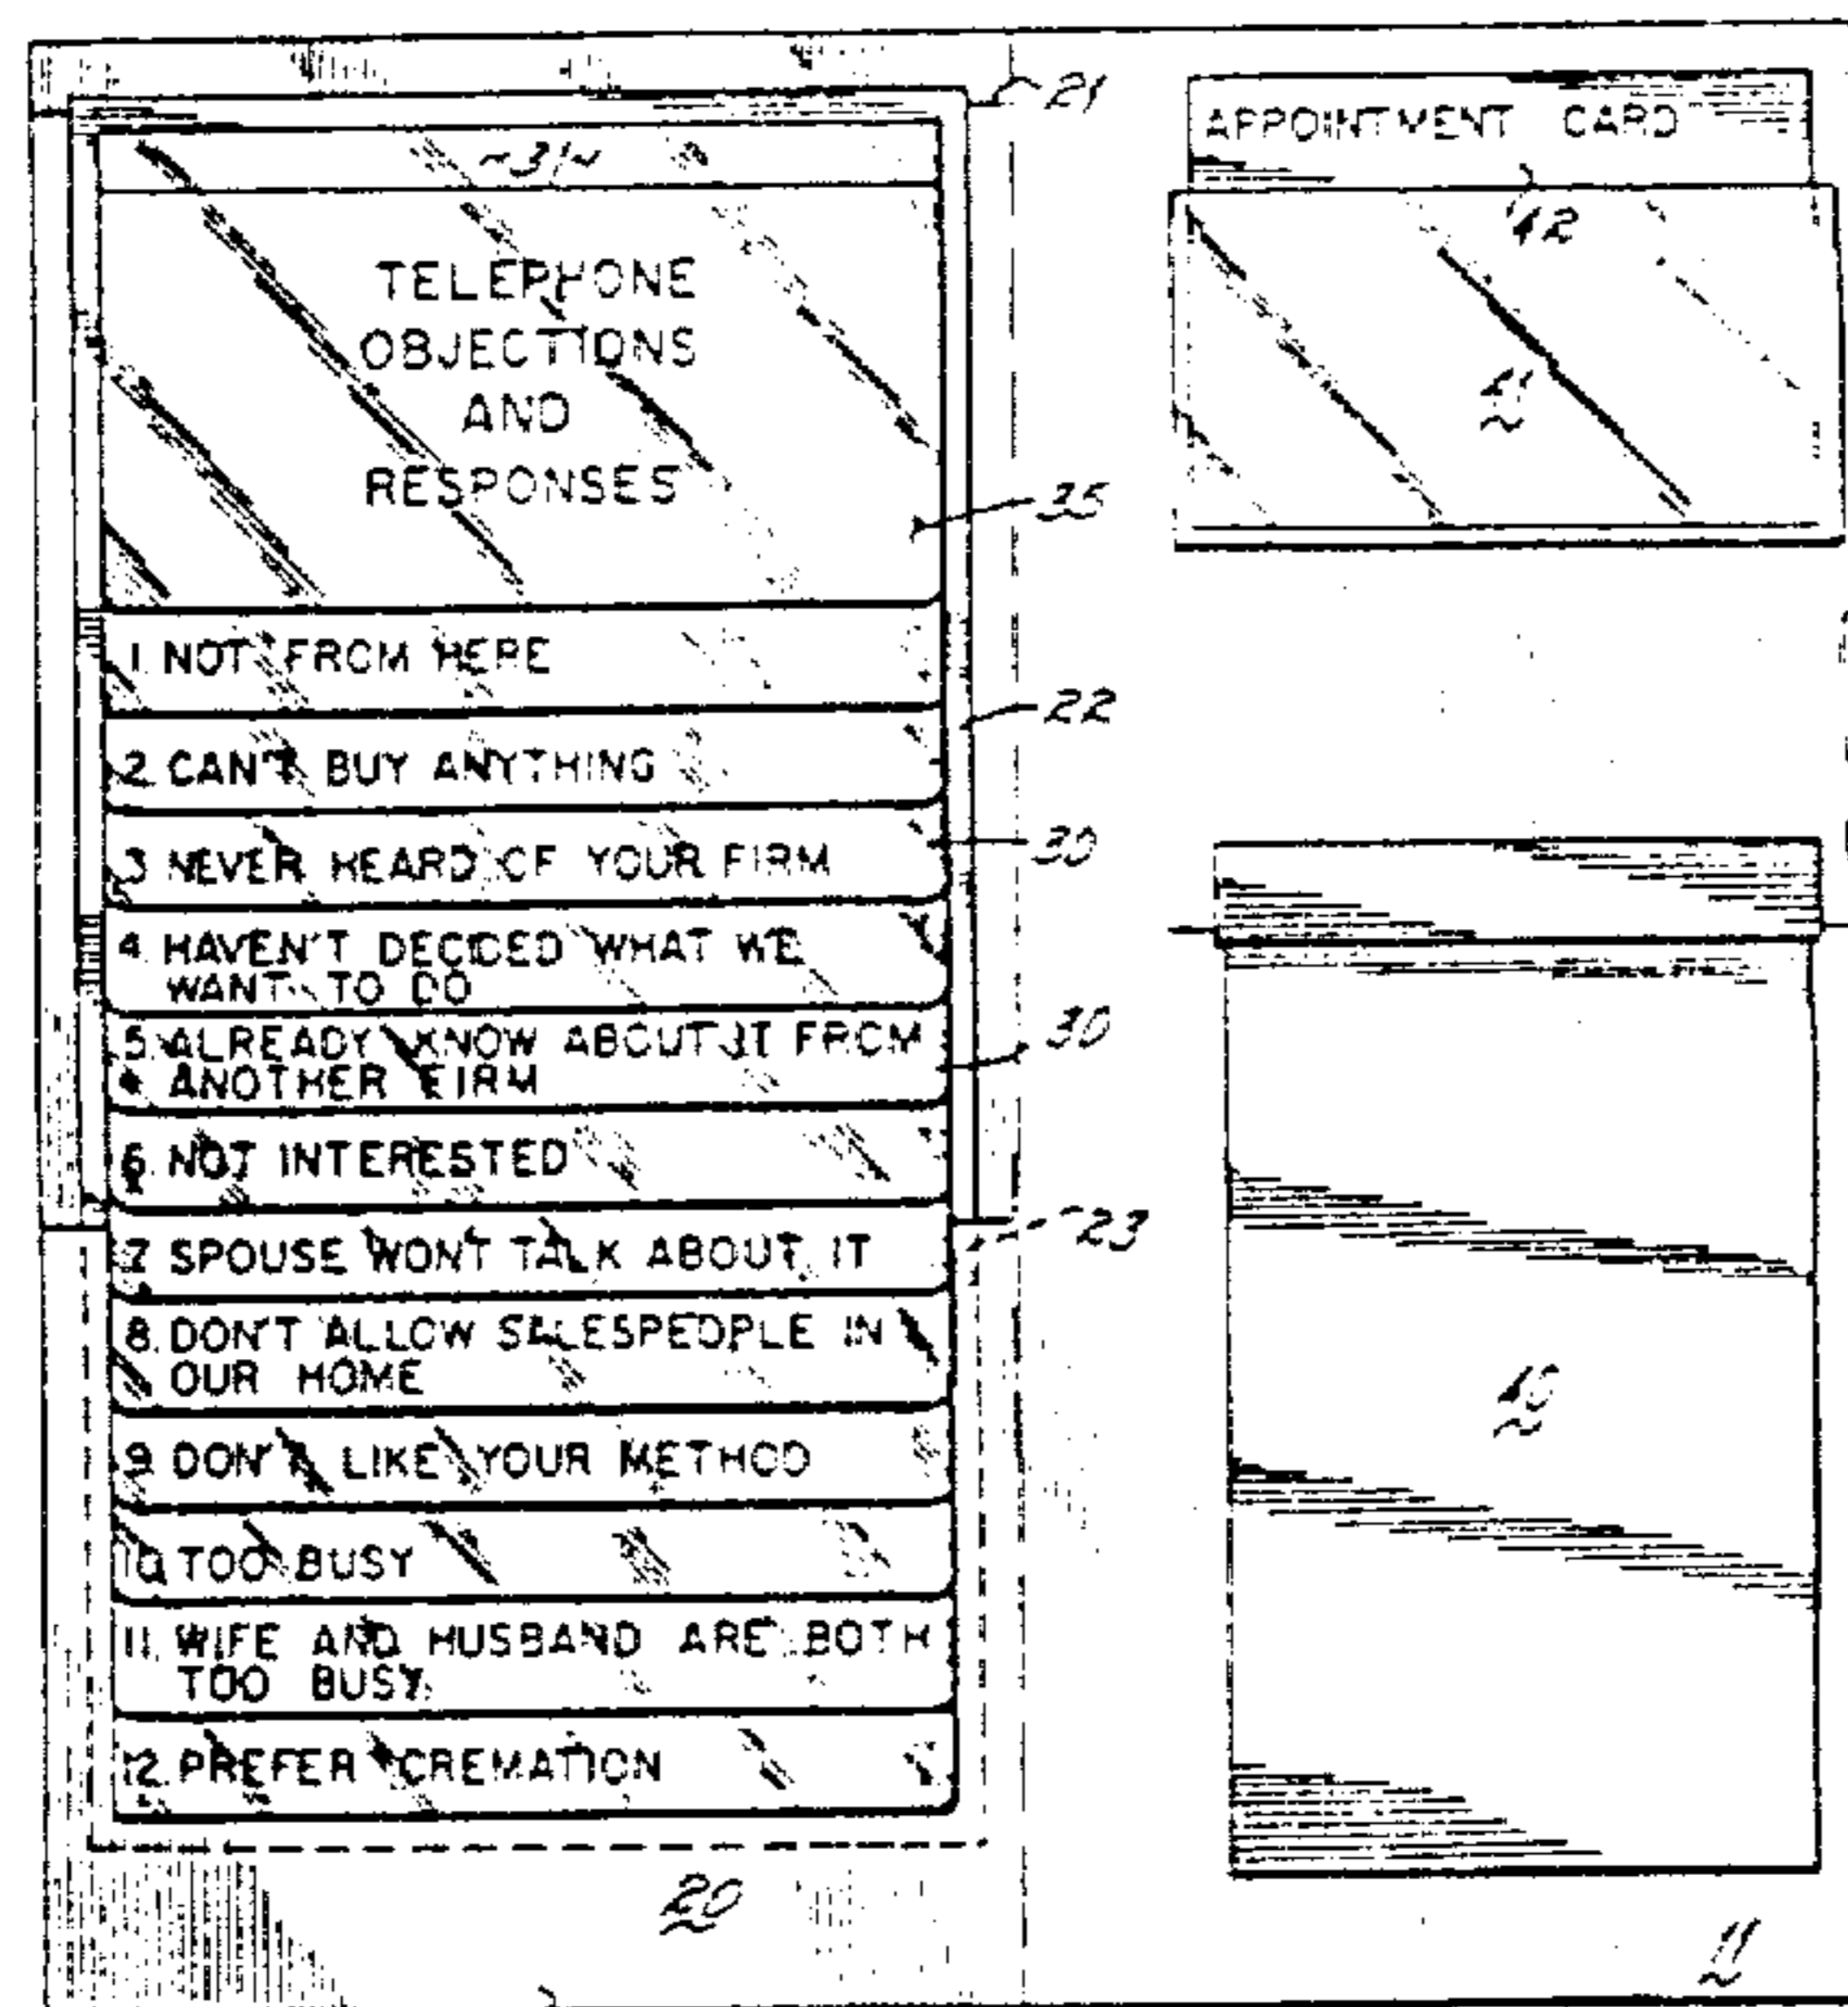 21
~31~
TELEPHONE
OBJECTIONS
AND
RESPONSES
35
1. NOT FROM HERE
22
2. CAN'T BUY ANYTHING
30
3 NEVER HEARD OF YOUR FIRM
4. HAVEN'T DECIDED WHAT WE
WANT TO DO
30
5. ALREADY KNOW ABOUT IT FROM
ANOTHER FIRM
6. NOT INTERESTED
23
7 SPOUSE WON'T TALK ABOUT IT
8. DON'T ALLOW SALESPEOPLE IN
OUR HOME
9. DON'T LIKE YOUR METHOD
10. TOO BUSY
11. WIFE AND HUSBAND ARE BOTH
TOO BUSY
12. PREFER CREMATION
20
APPOINTMENT CARD
42
41
40
11